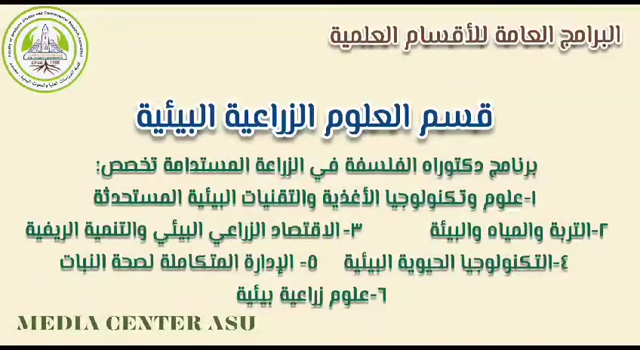 البرامج العامة للأقسام العلمية
قسم العلوم الزراعية البيئية
برنامج دكتوراه الفلسفة في الزراعة المستدامة تخصص:
١-علوم وتكنولوجيا الأغذية والتقنيات البيئية المستحدثة
٢-التربة والمياه والبيئة ٣-الاقتصاد الزراعي البيئي والتنمية الريفية
٤-التكنولوجيا الحيوية البيئية ٥- الإدارة المتكاملة لصحة النبات
٦-علوم زراعية بيئية
MEDIA CENTER ASU